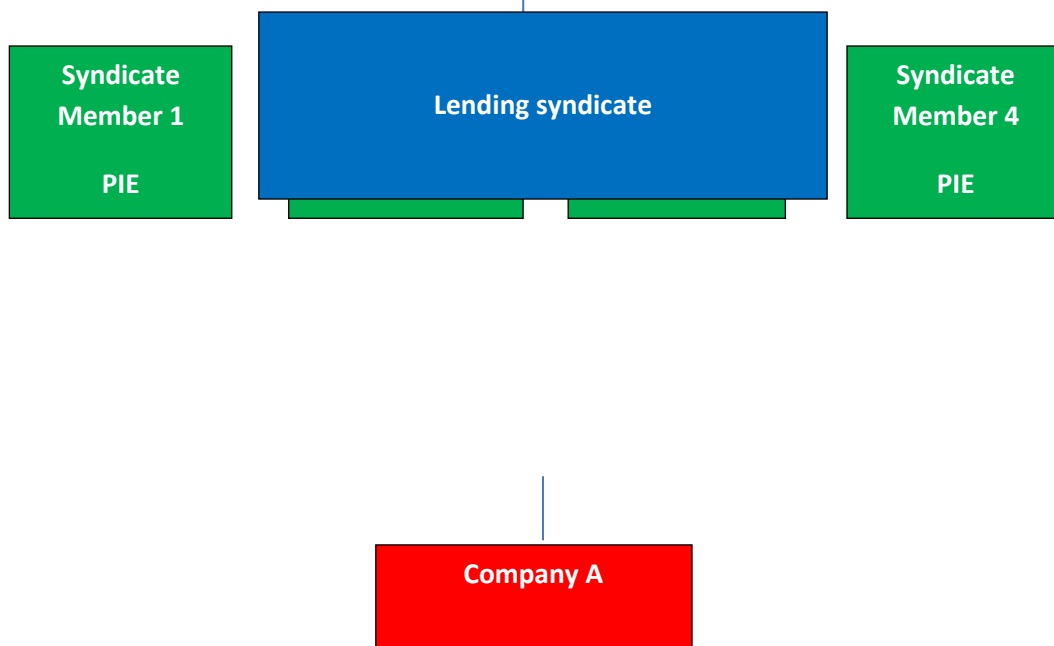 Syndicate
Member 1
PIE
Lending syndicate
Syndicate
Member 4
PIE
Company A